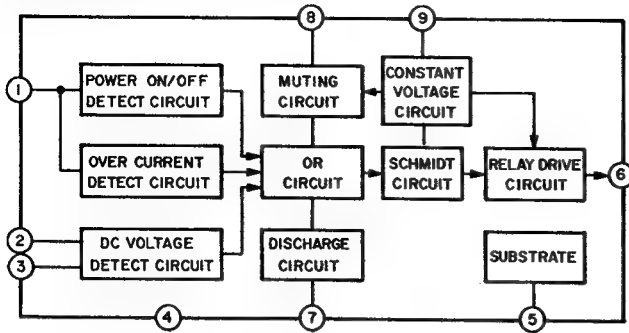 8
9
1
POWER ON/OFF
DETECT CIRCUIT
MUTING
CIRCUIT
CONSTANT
VOLTAGE
CIRCUIT
OVER CURRENT
DETECT CIRCUIT
OR
CIRCUIT
SCHMIDT
CIRCUIT
RELAY DRIVE
CIRCUIT
6
2
3
DC VOLTAGE
DETECT CIRCUIT
DISCHARGE
CIRCUIT
SUBSTRATE
4
7
5